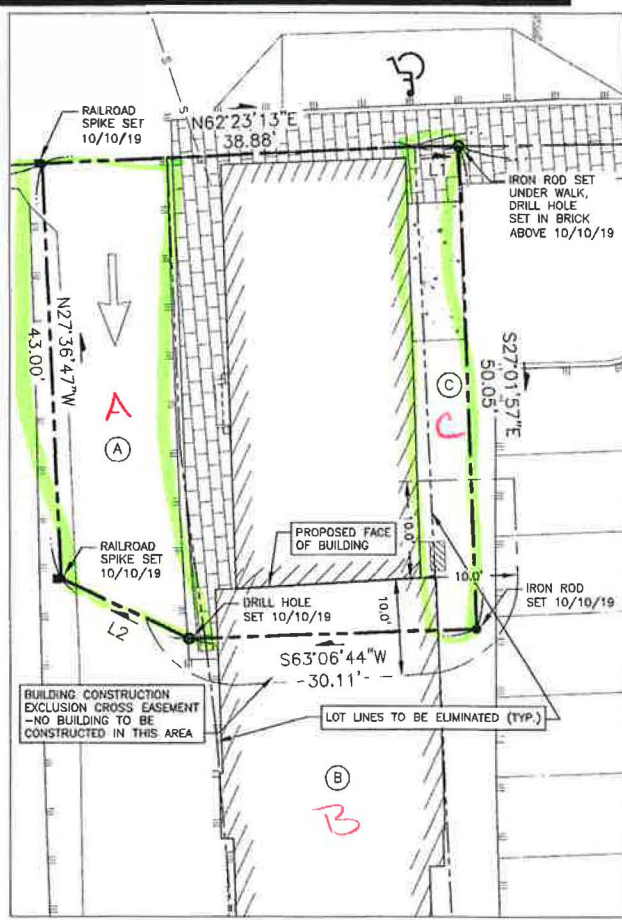 RAILROAD
SPIKE SET
10/10/19
S
S
N62°23'13"E
38.88'
L1
IRON ROD SET
UNDER WALK,
DRILL HOLE
SET IN BRICK
ABOVE 10/10/19
N27°36'47"W
43.00'
S27°01'57"E
50.05'
A
A
C
C
10.0'
PROPOSED FACE
OF BUILDING
RAILROAD
SPIKE SET
10/10/19
10.0'
10.0'
IRON ROD
SET 10/10/19
DRILL HOLE
SET 10/10/19
L2
S63°06'44"W
30.11'
BUILDING CONSTRUCTION
EXCLUSION CROSS EASEMENT
-NO BUILDING TO BE
CONSTRUCTED IN THIS AREA
LOT LINES TO BE ELIMINATED (TYP.)
B
B